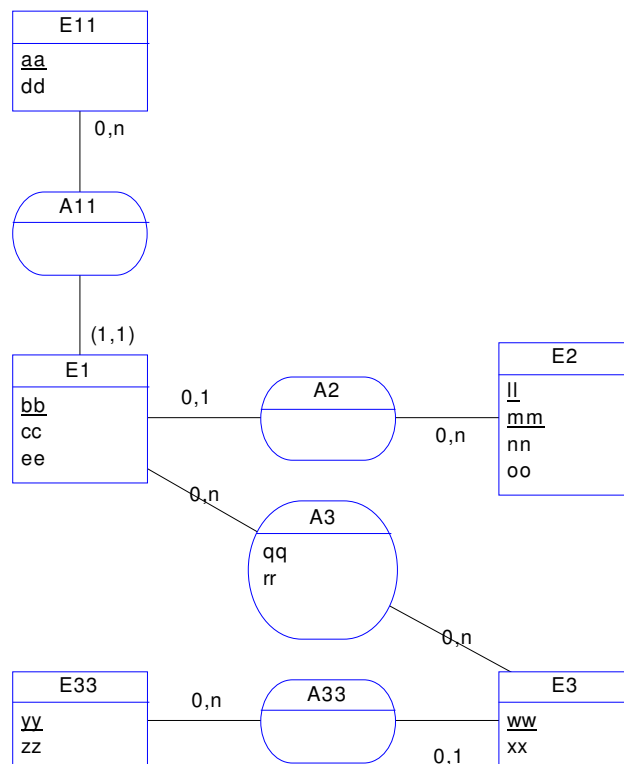 E11
aa
dd
0,n
A11
(1,1)
E1
bb
cc
ee
0,1
A2
0,n
E2
ll
mm
nn
oo
0,n
A3
qq
rr
0,n
E33
yy
zz
0,n
A33
0,1
E3
ww
xx